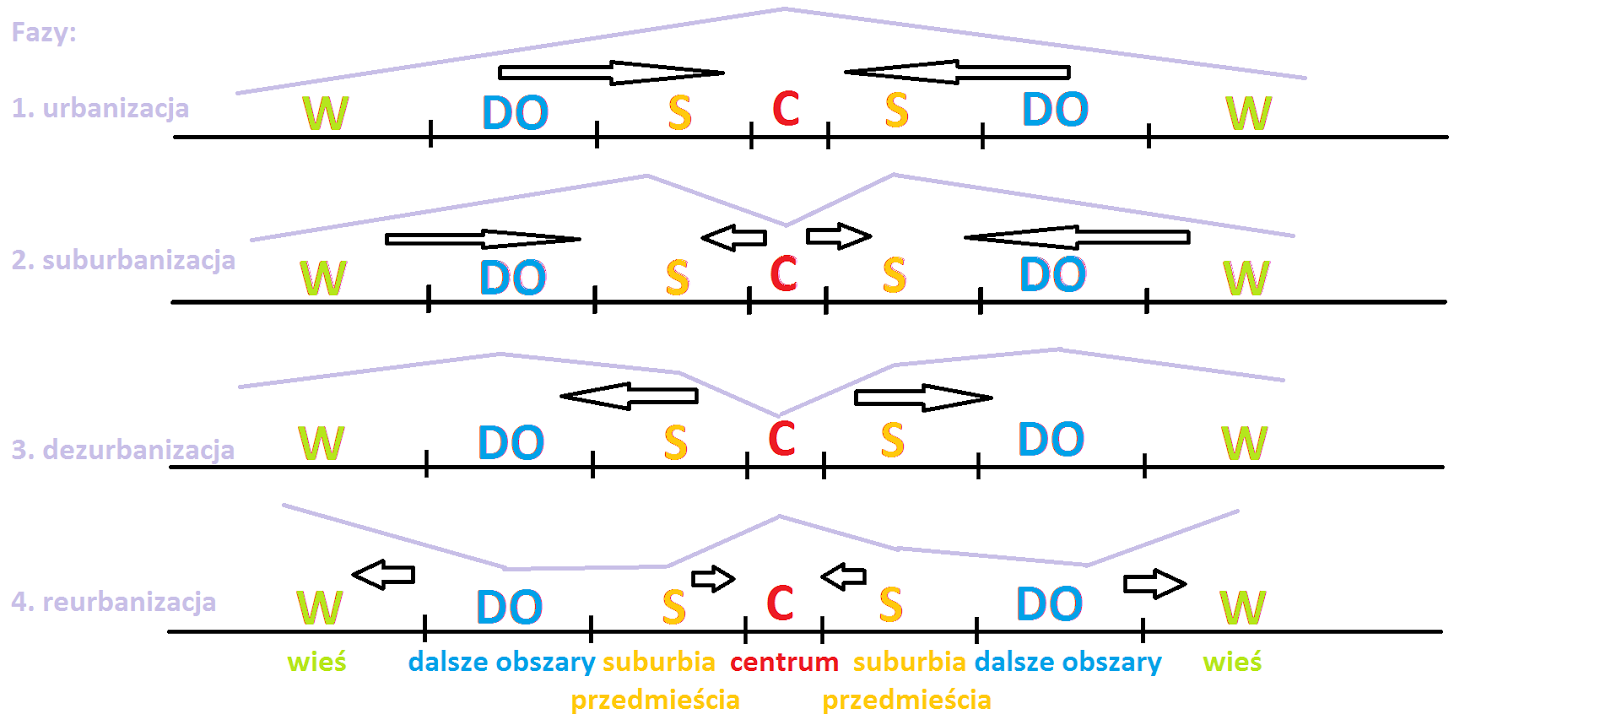 Fazy:
W DO S C S DO W
1. urbanizacja
W DO S C S DO W
2. suburbanizacja
W DO S C S DO W
3. dezurbanizacja
W DO S C S DO W
4. reurbanizacja
wieś dalsze obszary suburbia centrum suburbia dalsze obszary wieś
przedmieścia przedmieścia